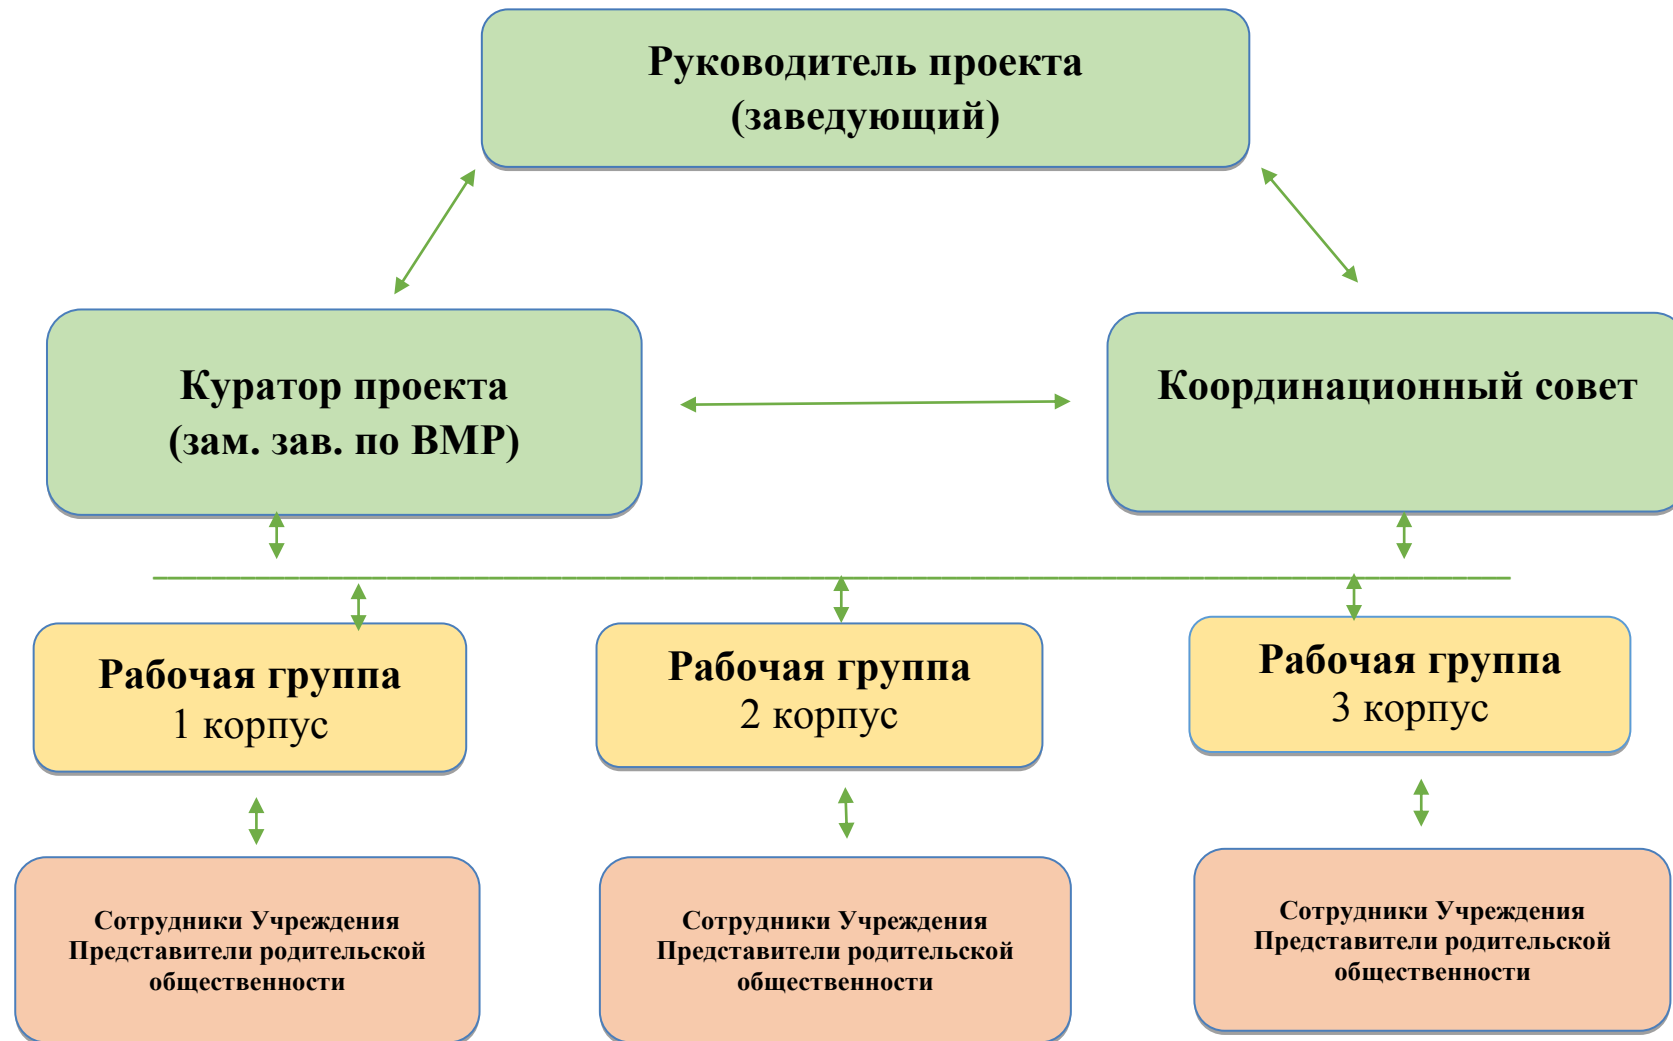 Руководитель проекта
(заведующий)
Куратор проекта
(зам. зав. по ВМР)
Координационный совет
Рабочая группа
1 корпус
Рабочая группа
2 корпус
Рабочая группа
3 корпус
Сотрудники Учреждения
Представители родительской
общественности
Сотрудники Учреждения
Представители родительской
общественности
Сотрудники Учреждения
Представители родительской
общественности